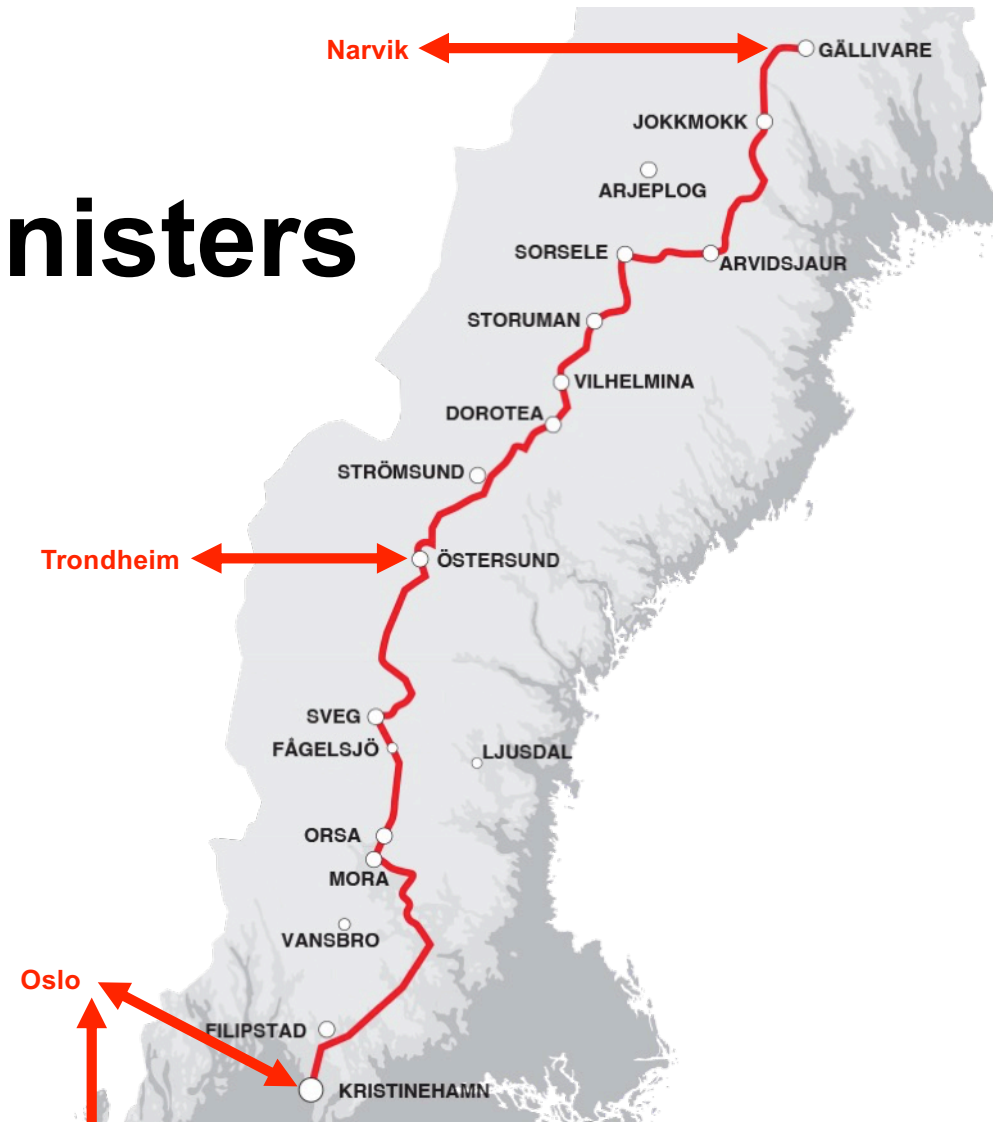 Narvik
GÄLLIVARE
JOKKMOKK
ARJEPLOG
nisters
SORSELE
ARVIDSJAUR
STORUMAN
VILHELMINA
DOROTEA
STRÖMSUND
Trondheim
ÖSTERSUND
SVEG
FÅGELSJÖ
LJUSDAL
ORSA
MORA
VANSBRO
Oslo
FILIPSTAD
KRISTINEHAMN